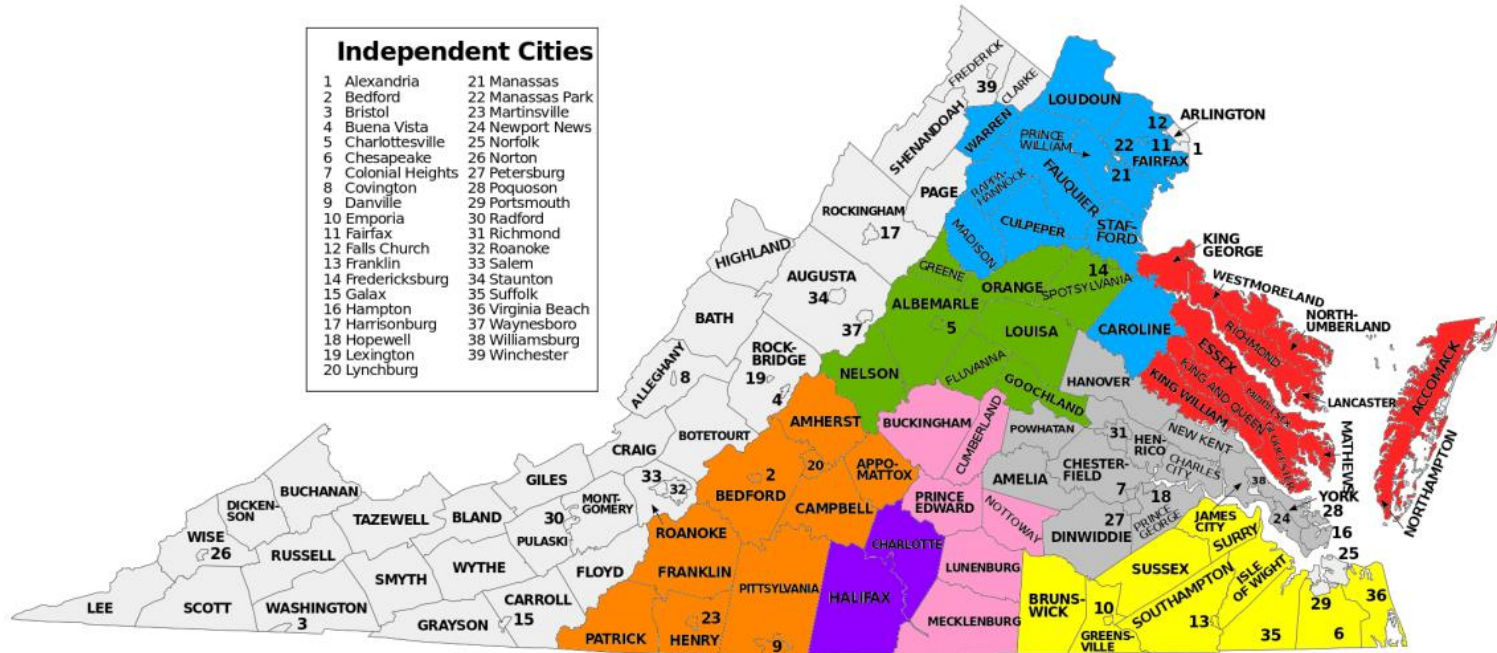 Independent Cities
1 Alexandria
2 Bedford
3 Bristol
4 Buena Vista
5 Charlottesville
6 Chesapeake
7 Colonial Heights
8 Covington
9 Danville
10 Emporia
11 Fairfax
12 Falls Church
13 Franklin
14 Fredericksburg
15 Galax
16 Hampton
17 Harrisonburg
18 Hopewell
19 Lexington
20 Lynchburg
21 Manassas
22 Manassas Park
23 Martinsville
24 Newport News
25 Norfolk
26 Norton
27 Petersburg
28 Poquoson
29 Portsmouth
30 Radford
31 Richmond
32 Roanoke
33 Salem
34 Staunton
35 Suffolk
36 Virginia Beach
37 Waynesboro
38 Williamsburg
39 Winchester
FREDERICK
39
CLARKE
LOUDOUN
SHENANDOAH
WARREN
ARLINGTON
12
PRINCE
WILLIAM
22
11
1
FAIRFAX
21
FAUQUIER
PAGE
RAPPA-
HANNOCK
ROCKINGHAM
17
CULPEPER
STAF-
FORD
MADISON
HIGHLAND
KING
GEORGE
AUGUSTA
34
GREENE
ORANGE
14
SPOTSYLVANIA
WESTMORELAND
ALBEMARLE
5
BATH
37
LOUISA
CAROLINE
NORTH-
UMBERLAND
RICHMOND
ESSEX
ROCK-
BRIDGE
19
4
ALLEGHANY
8
NELSON
FLUVANNA
GOOCHLAND
HANOVER
KING AND QUEEN
KING WILLIAM
LANCASTER
MIDDLESEX
GLOUCESTER
MATHEWS
ACCOMACK
NORTHAMPTON
AMHERST
BUCKINGHAM
CUMBERLAND
POWHATAN
31
HEN-
RICO
NEW KENT
CHARLES
CITY
BOTETOURT
CRAIG
33
32
2
BEDFORD
20
APPO-
MATTOX
CAMPBELL
AMELIA
CHESTER-
FIELD
7
18
38
YORK
28
GILES
MONT-
GOMERY
30
PULASKI
ROANOKE
PRINCE
EDWARD
NOTTOWAY
27
DINWIDDIE
PRINCE
GEORGE
JAMES
CITY
24
16
25
BUCHANAN
DICKEN-
SON
TAZEWELL
BLAND
WISE
26
RUSSELL
SMYTH
WYTHE
FLOYD
FRANKLIN
PITTSYLVANIA
CHARLOTTE
LUNENBURG
SUSSEX
SURRY
SOUTHAMPTON
ISLE
OF WIGHT
LEE
SCOTT
WASHINGTON
3
GRAYSON
CARROLL
15
PATRICK
HENRY
23
9
HALIFAX
MECKLENBURG
BRUNS-
WICK
10
GREENS-
VILLE
13
35
29
6
36